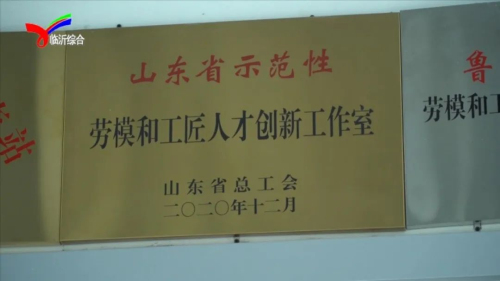 临沂综合
山东省示范性
劳模和工匠人才创新工作室
山东省总工会
二〇二〇年十二月
站
鲁
劳模和工